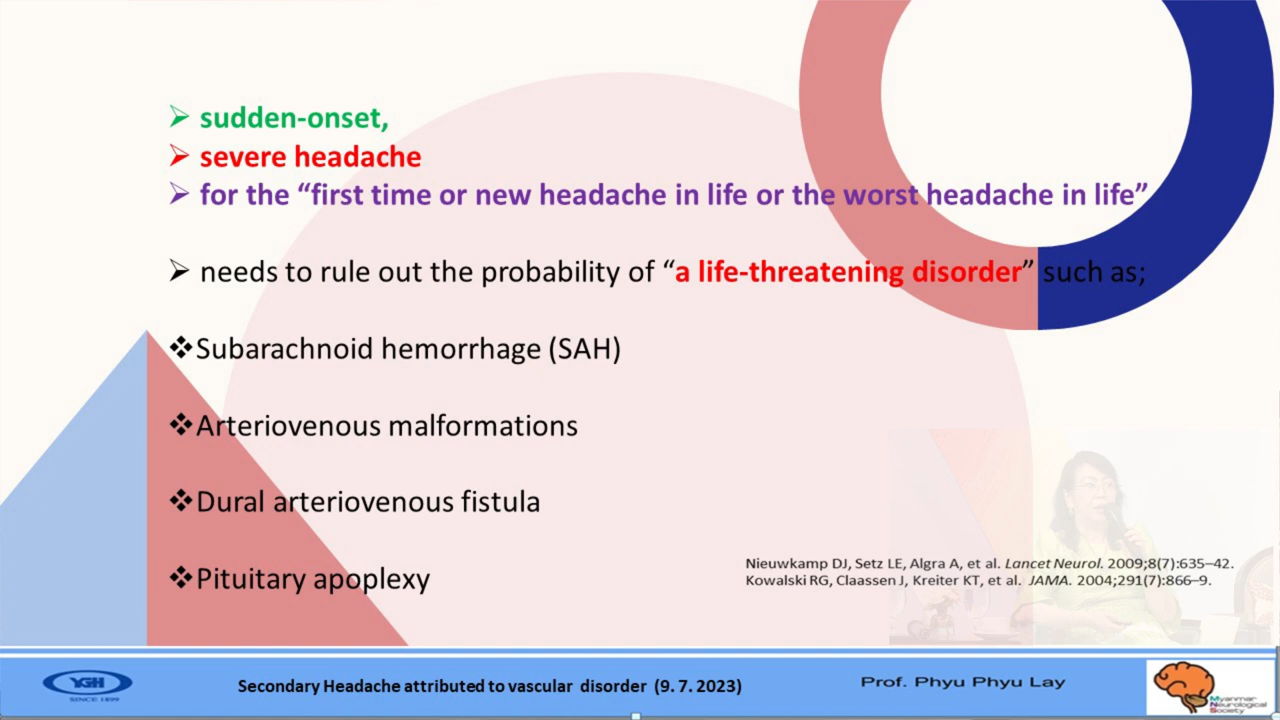 ➢ sudden-onset,
➢ severe headache
➢ for the “first time or new headache in life or the worst headache in life”
➢ needs to rule out the probability of “a life-threatening disorder” such as;
❖Subarachnoid hemorrhage (SAH)
❖Arteriovenous malformations
❖Dural arteriovenous fistula
❖Pituitary apoplexy
Nieuwkamp DJ, Setz LE, Algra A, et al. Lancet Neurol. 2009;8(7):635–42.
Kowalski RG, Claassen J, Kreiter KT, et al. JAMA. 2004;291(7):866–9.
YGH
SINCE 1899
Secondary Headache attributed to vascular disorder (9. 7. 2023)
Prof. Phyu Phyu Lay
Myanmar
Neurological
Society